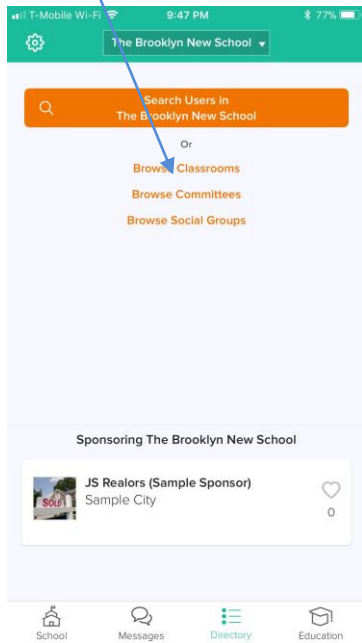 T-Mobile Wi-Fi 9:47 PM 77%
The Brooklyn New School
Search Users in
The Brooklyn New School
Or
Browse Classrooms
Browse Committees
Browse Social Groups
Sponsoring The Brooklyn New School
SOLD
JS Realors (Sample Sponsor)
Sample City
0
School Messages Directory Education